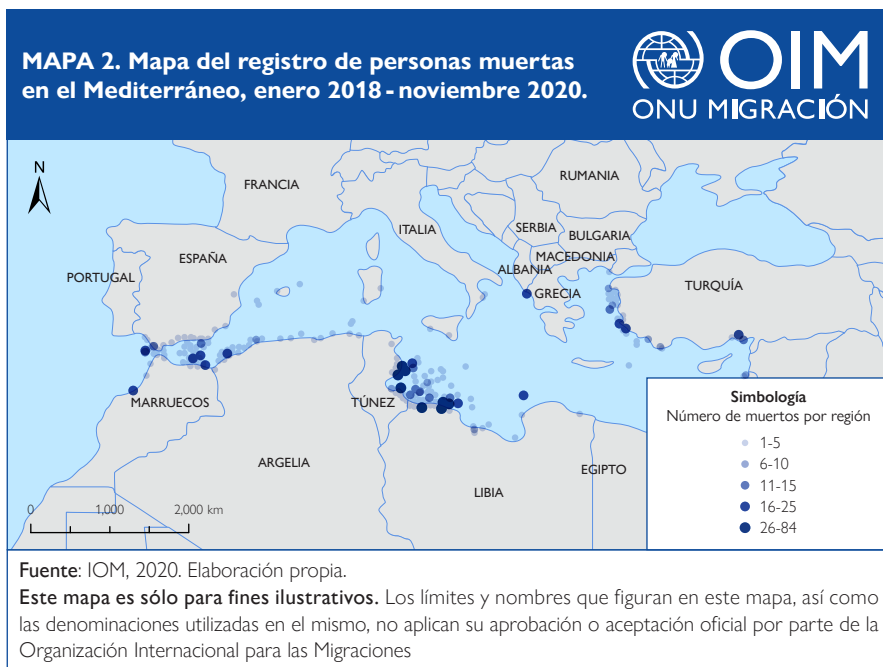 MAPA 2. Mapa del registro de personas muertas
en el Mediterráneo, enero 2018 - noviembre 2020.
OIM
ONU MIGRACIÓN
N
FRANCIA
RUMANIA
ITALIA
SERBIA
BULGARIA
MACEDONIA
ESPAÑA
PORTUGAL
ALBANIA
GRECIA
TURQUÍA
MARRUECOS
TÚNEZ
ARGELIA
LIBIA
EGIPTO
0 1,000 2,000 km
Simbología
Número de muertos por región
1-5
6-10
11-15
16-25
26-84
Fuente: IOM, 2020. Elaboración propia.
Este mapa es sólo para fines ilustrativos. Los límites y nombres que figuran en este mapa, así como
las denominaciones utilizadas en el mismo, no aplican su aprobación o aceptación oficial por parte de la
Organización Internacional para las Migraciones